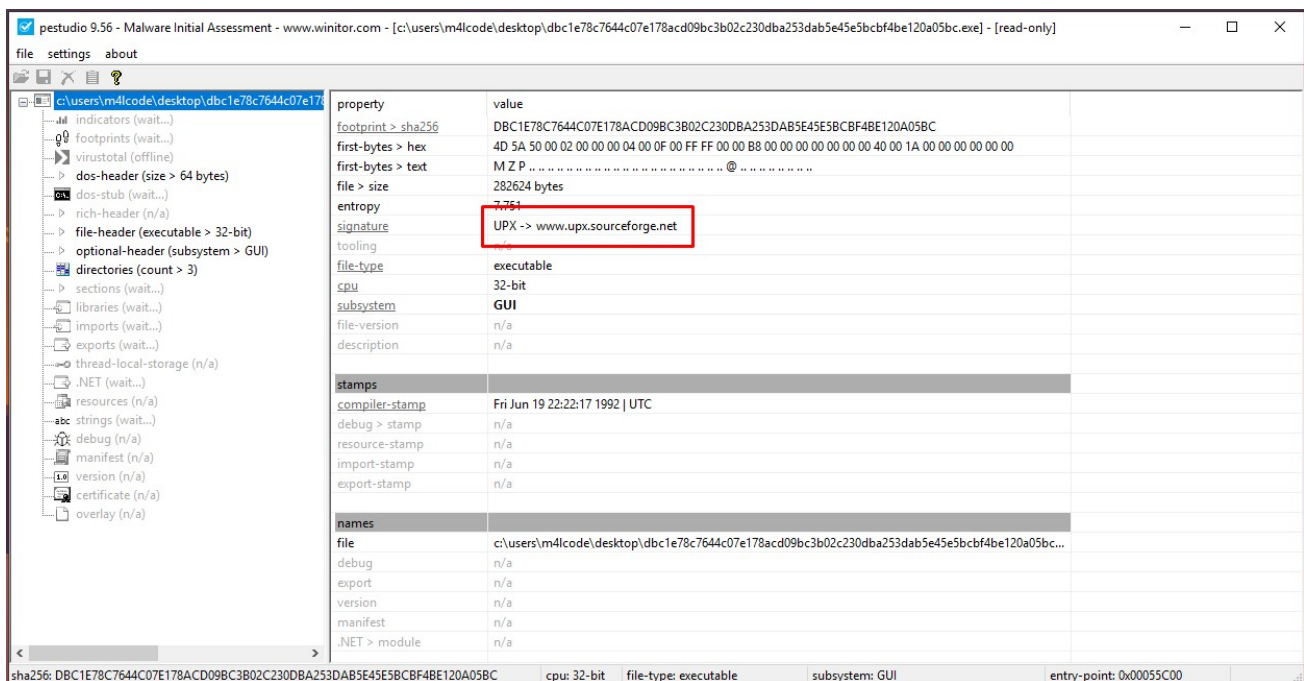 pestudio 9.56 - Malware Initial Assessment - www.winitor.com - [c:\users\m4lcode\desktop\dbc1e78c7644c07e178acd09bc3b02c230dba253dab5e45e5bcbf4be120a05bc.exe] - [read-only]
file settings about
c:\users\m4lcode\desktop\dbc1e78c7644c07e178
indicators (wait...)
footprints (wait...)
virustotal (offline)
dos-header (size > 64 bytes)
dos-stub (wait...)
rich-header (n/a)
file-header (executable > 32-bit)
optional-header (subsystem > GUI)
directories (count > 3)
sections (wait...)
libraries (wait...)
imports (wait...)
exports (wait...)
thread-local-storage (n/a)
.NET (wait...)
resources (n/a)
abc strings (wait...)
debug (n/a)
manifest (n/a)
1.0 version (n/a)
certificate (n/a)
overlay (n/a)
property value
footprint > sha256 DBC1E78C7644C07E178ACD09BC3B02C230DBA253DAB5E45E5BCBF4BE120A05BC
first-bytes > hex 4D 5A 50 00 02 00 00 00 04 00 0F 00 FF FF 00 00 B8 00 00 00 00 00 00 00 40 00 1A 00 00 00 00 00 00
first-bytes > text M Z P .. .. .. .. .. .. .. .. .. .. .. .. .. .. .. .. .. .. .. .. .. @ .. .. .. .. .. .. .. ..
file > size 282624 bytes
entropy 7.751
signature UPX -> www.upx.sourceforge.net
tooling n/a
file-type executable
cpu 32-bit
subsystem GUI
file-version n/a
description n/a
stamps
compiler-stamp Fri Jun 19 22:22:17 1992 | UTC
debug > stamp n/a
resource-stamp n/a
import-stamp n/a
export-stamp n/a
names
file c:\users\m4lcode\desktop\dbc1e78c7644c07e178acd09bc3b02c230dba253dab5e45e5bcbf4be120a05bc...
debug n/a
export n/a
version n/a
manifest n/a
.NET > module n/a
sha256: DBC1E78C7644C07E178ACD09BC3B02C230DBA253DAB5E45E5BCBF4BE120A05BC cpu: 32-bit file-type: executable subsystem: GUI entry-point: 0x00055C00